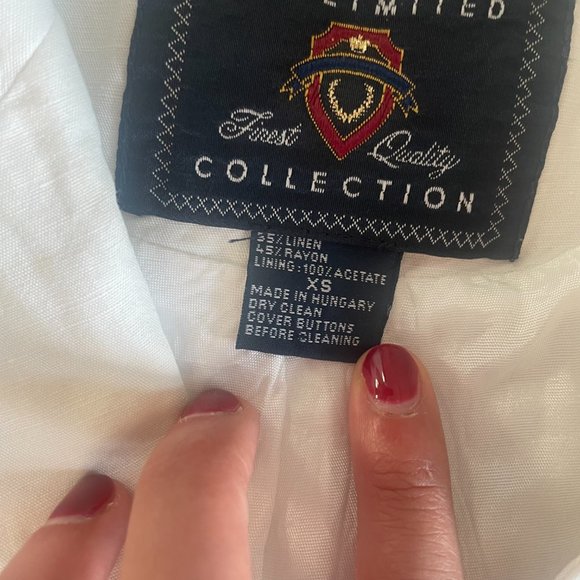 LIMITED
Finest Quality
COLLECTION
55% LINEN
45% RAYON
LINING: 100% ACETATE
XS
MADE IN HUNGARY
DRY CLEAN
COVER BUTTONS
BEFORE CLEANING